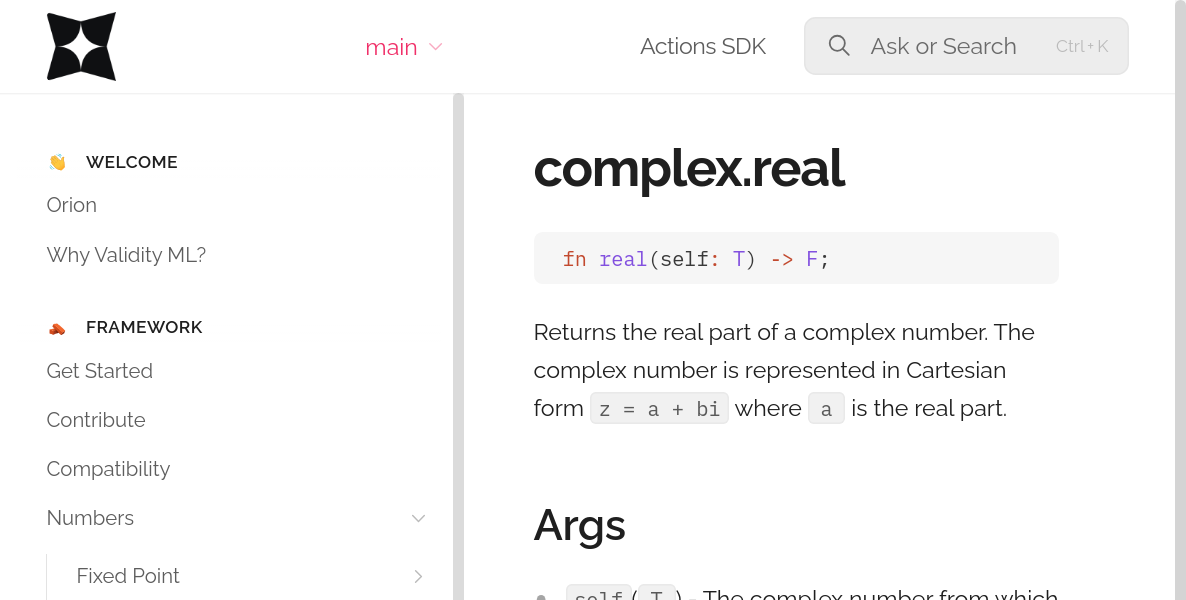 main
Actions SDK
Ask or Search
Ctrl + K
WELCOME
Orion
Why Validity ML?
FRAMEWORK
Get Started
Contribute
Compatibility
Numbers
Fixed Point
complex.real
fn real(self: T) -> F;
Returns the real part of a complex number. The
complex number is represented in Cartesian
form z = a + bi where a is the real part.
Args
self (T) - The complex number from which